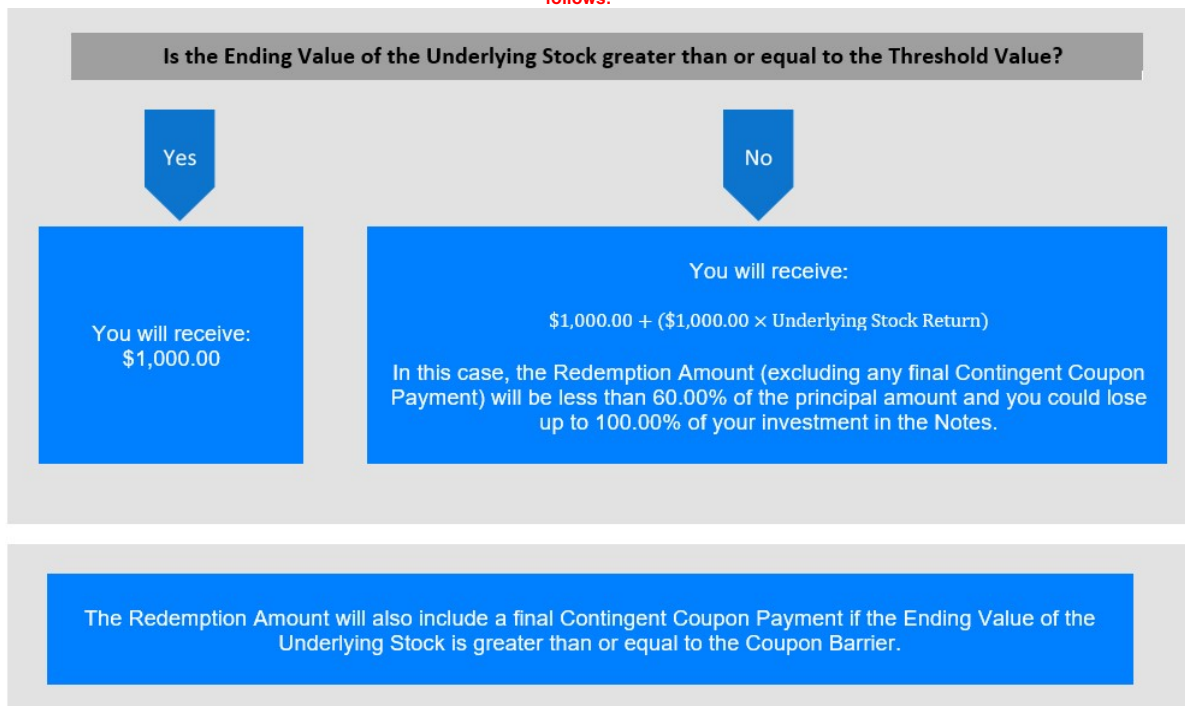 follows:
Is the Ending Value of the Underlying Stock greater than or equal to the Threshold Value?
Yes
No
You will receive:
$1,000.00
You will receive:
$1,000.00 + ($1,000.00 × Underlying Stock Return)
In this case, the Redemption Amount (excluding any final Contingent Coupon
Payment) will be less than 60.00% of the principal amount and you could lose
up to 100.00% of your investment in the Notes.
The Redemption Amount will also include a final Contingent Coupon Payment if the Ending Value of the
Underlying Stock is greater than or equal to the Coupon Barrier.